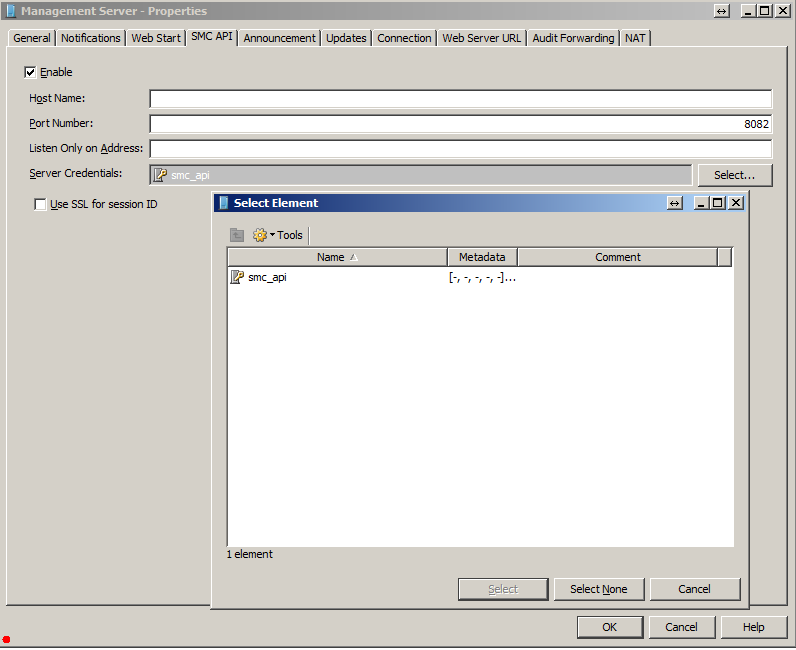 Management Server - Properties
General Notifications Web Start SMC API Announcement Updates Connection Web Server URL Audit Forwarding NAT
Enable
Host Name:
Port Number: 8082
Listen Only on Address:
Server Credentials: smc_api Select...
Use SSL for session ID
Select Element
Tools
Name Metadata Comment
smc_api [-, -, -, -, -]...
1 element
Select Select None Cancel
OK Cancel Help